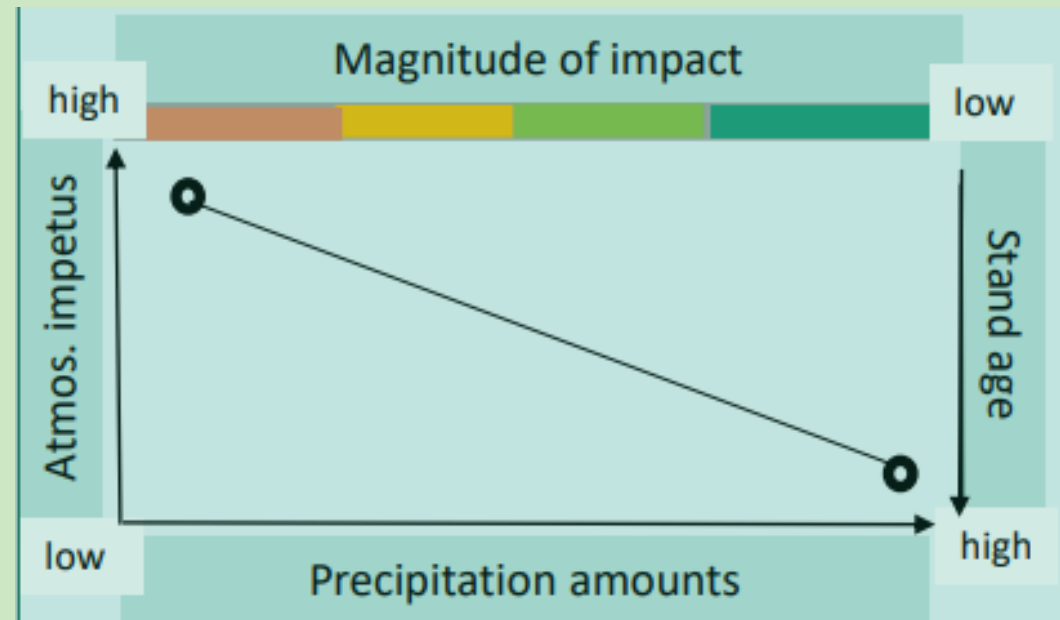 Magnitude of impact
high
low
Atmos. impetus
Stand age
low
high
Precipitation amounts